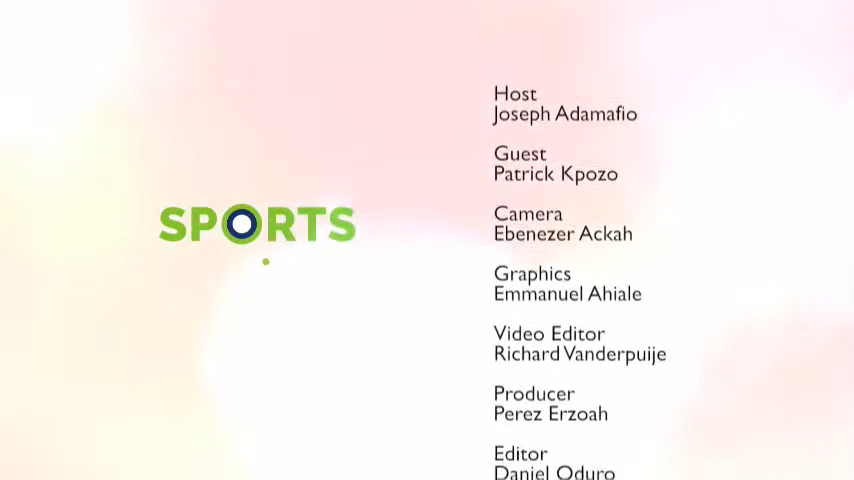 SPORTS
Host
Joseph Adamafio
Guest
Patrick Kpozo
Camera
Ebenezer Ackah
Graphics
Emmanuel Ahiale
Video Editor
Richard Vanderpuije
Producer
Perez Erzoah
Editor
Daniel Oduro